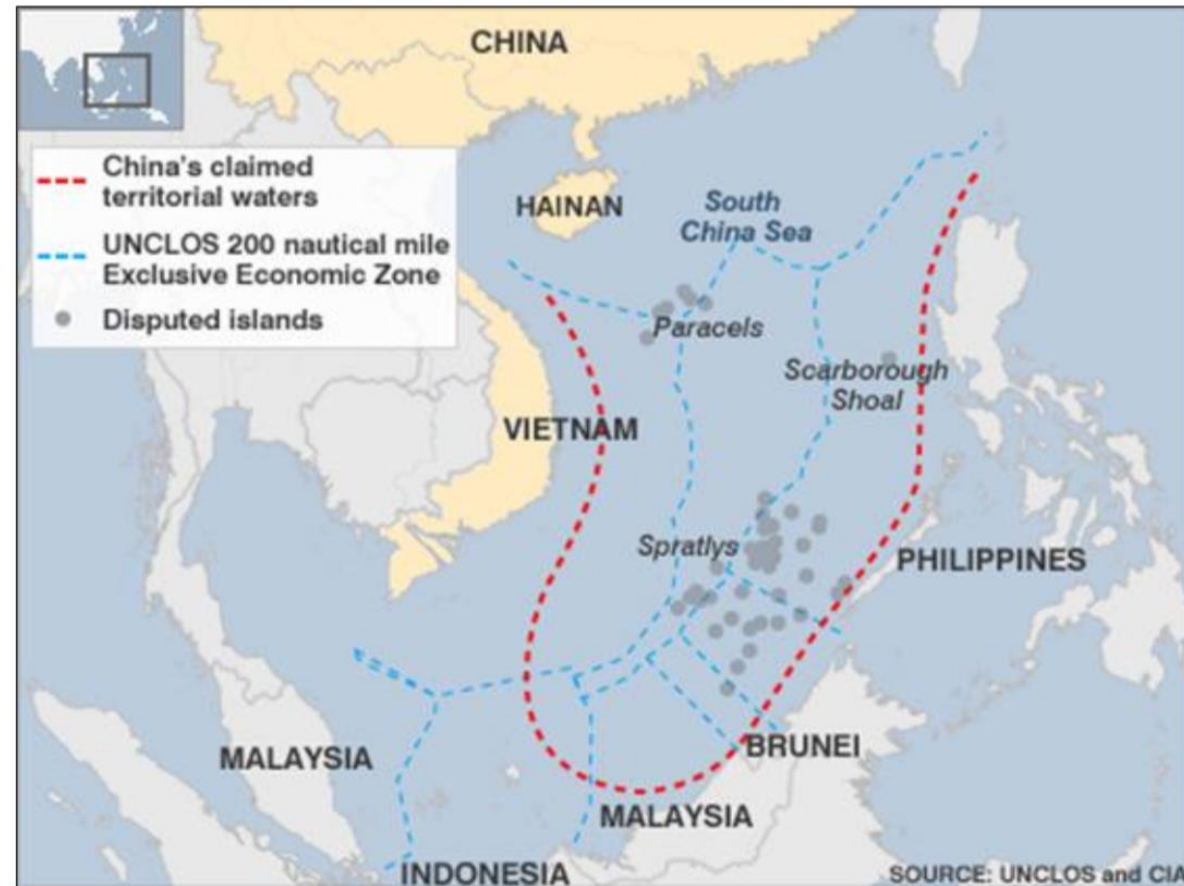 CHINA
China's claimed
territorial waters
UNCLOS 200 nautical mile
Exclusive Economic Zone
Disputed islands
HAINAN
South
China Sea
Paracels
Scarborough
Shoal
VIETNAM
Spratlys
PHILIPPINES
MALAYSIA
BRUNEI
MALAYSIA
INDONESIA
SOURCE: UNCLOS and CIA